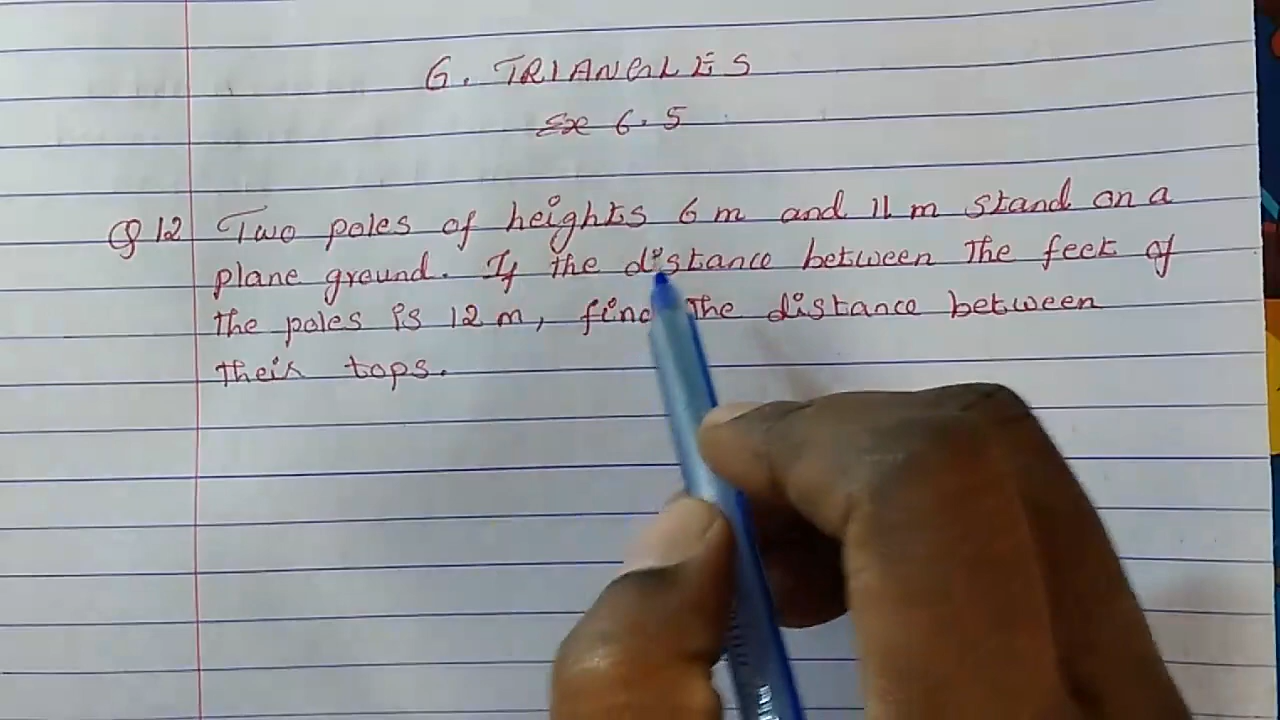 6. TRIANGLES
Ex 6.5
Q12 Two poles of heights 6 m and 11 m stand on a
plane ground. If the distance between the feet of
the poles is 12 m, find the distance between
their tops.